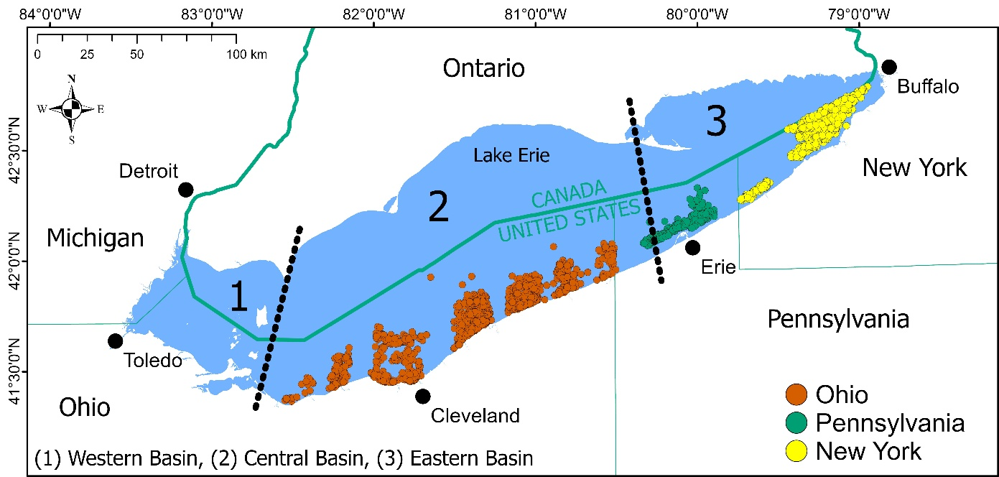 84°0'0"W 83°0'0"W 82°0'0"W 81°0'0"W 80°0'0"W 79°0'0"W
0 25 50 100 km
Ontario
N
W E
S
Buffalo
3
42°30'0"N
Lake Erie
New York
Detroit
2
CANADA
UNITED STATES
Michigan
42°0'0"N
Erie
1
Pennsylvania
Toledo
41°30'0"N
Ohio
Cleveland
Ohio
Pennsylvania
New York
(1) Western Basin, (2) Central Basin, (3) Eastern Basin